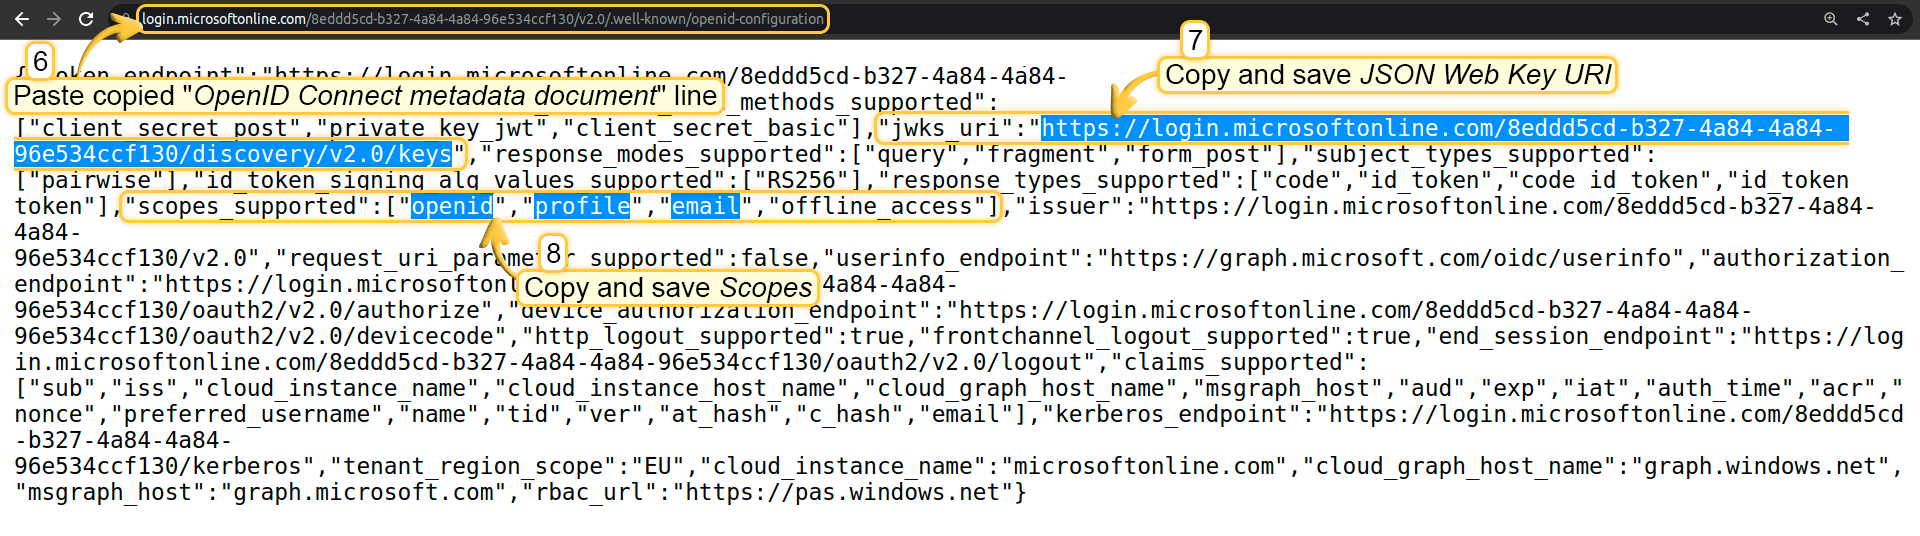 login.microsoftonline.com/8eddd5cd-b327-4a84-4a84-96e534ccf130/v2.0/.well-known/openid-configuration
6
7
Paste copied "OpenID Connect metadata document" line
Copy and save JSON Web Key URI
endpoint":"https://login.microsoftonline.com/8eddd5cd-b327-4a84-4a84-
methods_supported":
["client_secret_post","private_key_jwt","client_secret_basic"],"jwks_uri":"https://login.microsoftonline.com/8eddd5cd-b327-4a84-4a84-
96e534ccf130/discovery/v2.0/keys","response_modes_supported":["query","fragment","form_post"],"subject_types_supported":
["pairwise"],"id_token_signing_alg_values_supported":["RS256"],"response_types_supported":["code","id_token","code id_token","id_token
token"],"scopes_supported":["openid","profile","email","offline_access"],"issuer":"https://login.microsoftonline.com/8eddd5cd-b327-4a84-
4a84-
8
96e534ccf130/v2.0","request_uri_parameter_supported":false,"userinfo_endpoint":"https://graph.microsoft.com/oidc/userinfo","authorization_
endpoint":"https://login.microsoftonl 4a84-4a84-
Copy and save Scopes
96e534ccf130/oauth2/v2.0/authorize","device_authorization_endpoint":"https://login.microsoftonline.com/8eddd5cd-b327-4a84-4a84-
96e534ccf130/oauth2/v2.0/devicecode","http_logout_supported":true,"frontchannel_logout_supported":true,"end_session_endpoint":"https://log
in.microsoftonline.com/8eddd5cd-b327-4a84-4a84-96e534ccf130/oauth2/v2.0/logout","claims_supported":
["sub","iss","cloud_instance_name","cloud_instance_host_name","cloud_graph_host_name","msgraph_host","aud","exp","iat","auth_time","acr","
nonce","preferred_username","name","tid","ver","at_hash","c_hash","email"],"kerberos_endpoint":"https://login.microsoftonline.com/8eddd5cd
-b327-4a84-4a84-
96e534ccf130/kerberos","tenant_region_scope":"EU","cloud_instance_name":"microsoftonline.com","cloud_graph_host_name":"graph.windows.net",
"msgraph_host":"graph.microsoft.com","rbac_url":"https://pas.windows.net"}